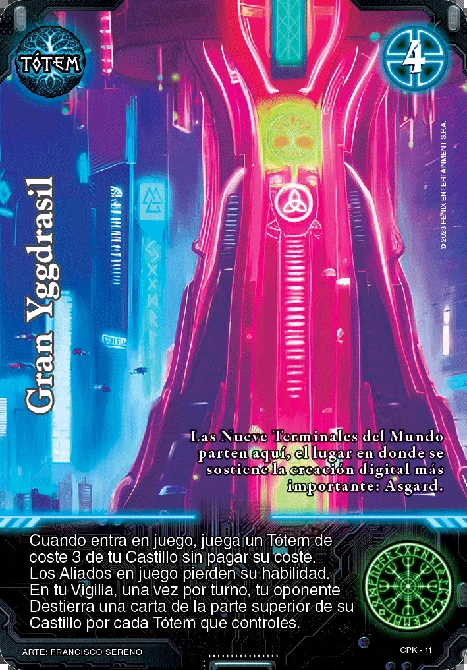 TÓTEM
4
© 2023 FENIX ENTERTAINMENT S.P.A.
Gran Yggdrasil
Las Nueve Terminales del Mundo
parten aquí, el lugar en donde se
sostiene la creación digital más
importante: Asgard.
Cuando entra en juego, juega un Tótem de
coste 3 de tu Castillo sin pagar su coste.
Los Aliados en juego pierden su habilidad.
En tu Vigilia, una vez por turno, tu oponente
Destierra una carta de la parte superior de su
Castillo por cada Tótem que controles.
ARTE: FRANCISCO SERENO
CPK - 11